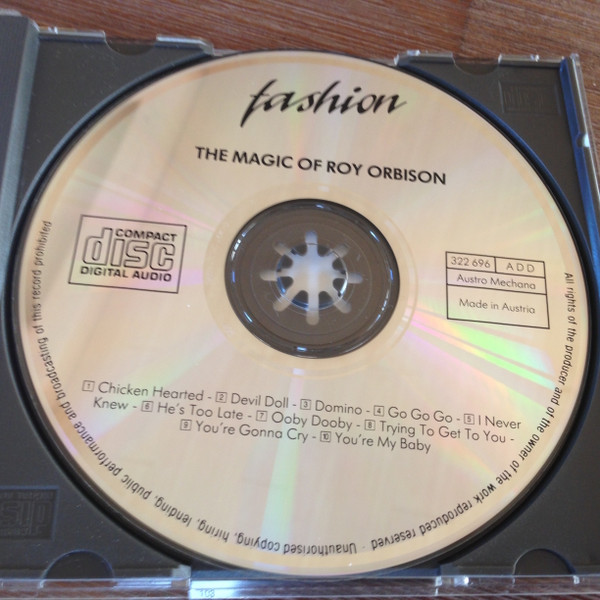 fashion
THE MAGIC OF ROY ORBISON
COMPACT
disc
DIGITAL AUDIO
322 696 ADD
Austro Mechana
Made in Austria
1 Chicken Hearted - 2 Devil Doll - 3 Domino - 4 Go Go Go - 5 I Never
Knew - 6 He's Too Late - 7 Ooby Dooby - 8 Trying To Get To You -
9 You're Gonna Cry - 10 You're My Baby
All rights of the producer and of the owner of the work reproduced reserved · Unauthorised copying, hiring, lending, public performance and broadcasting of this record prohibited